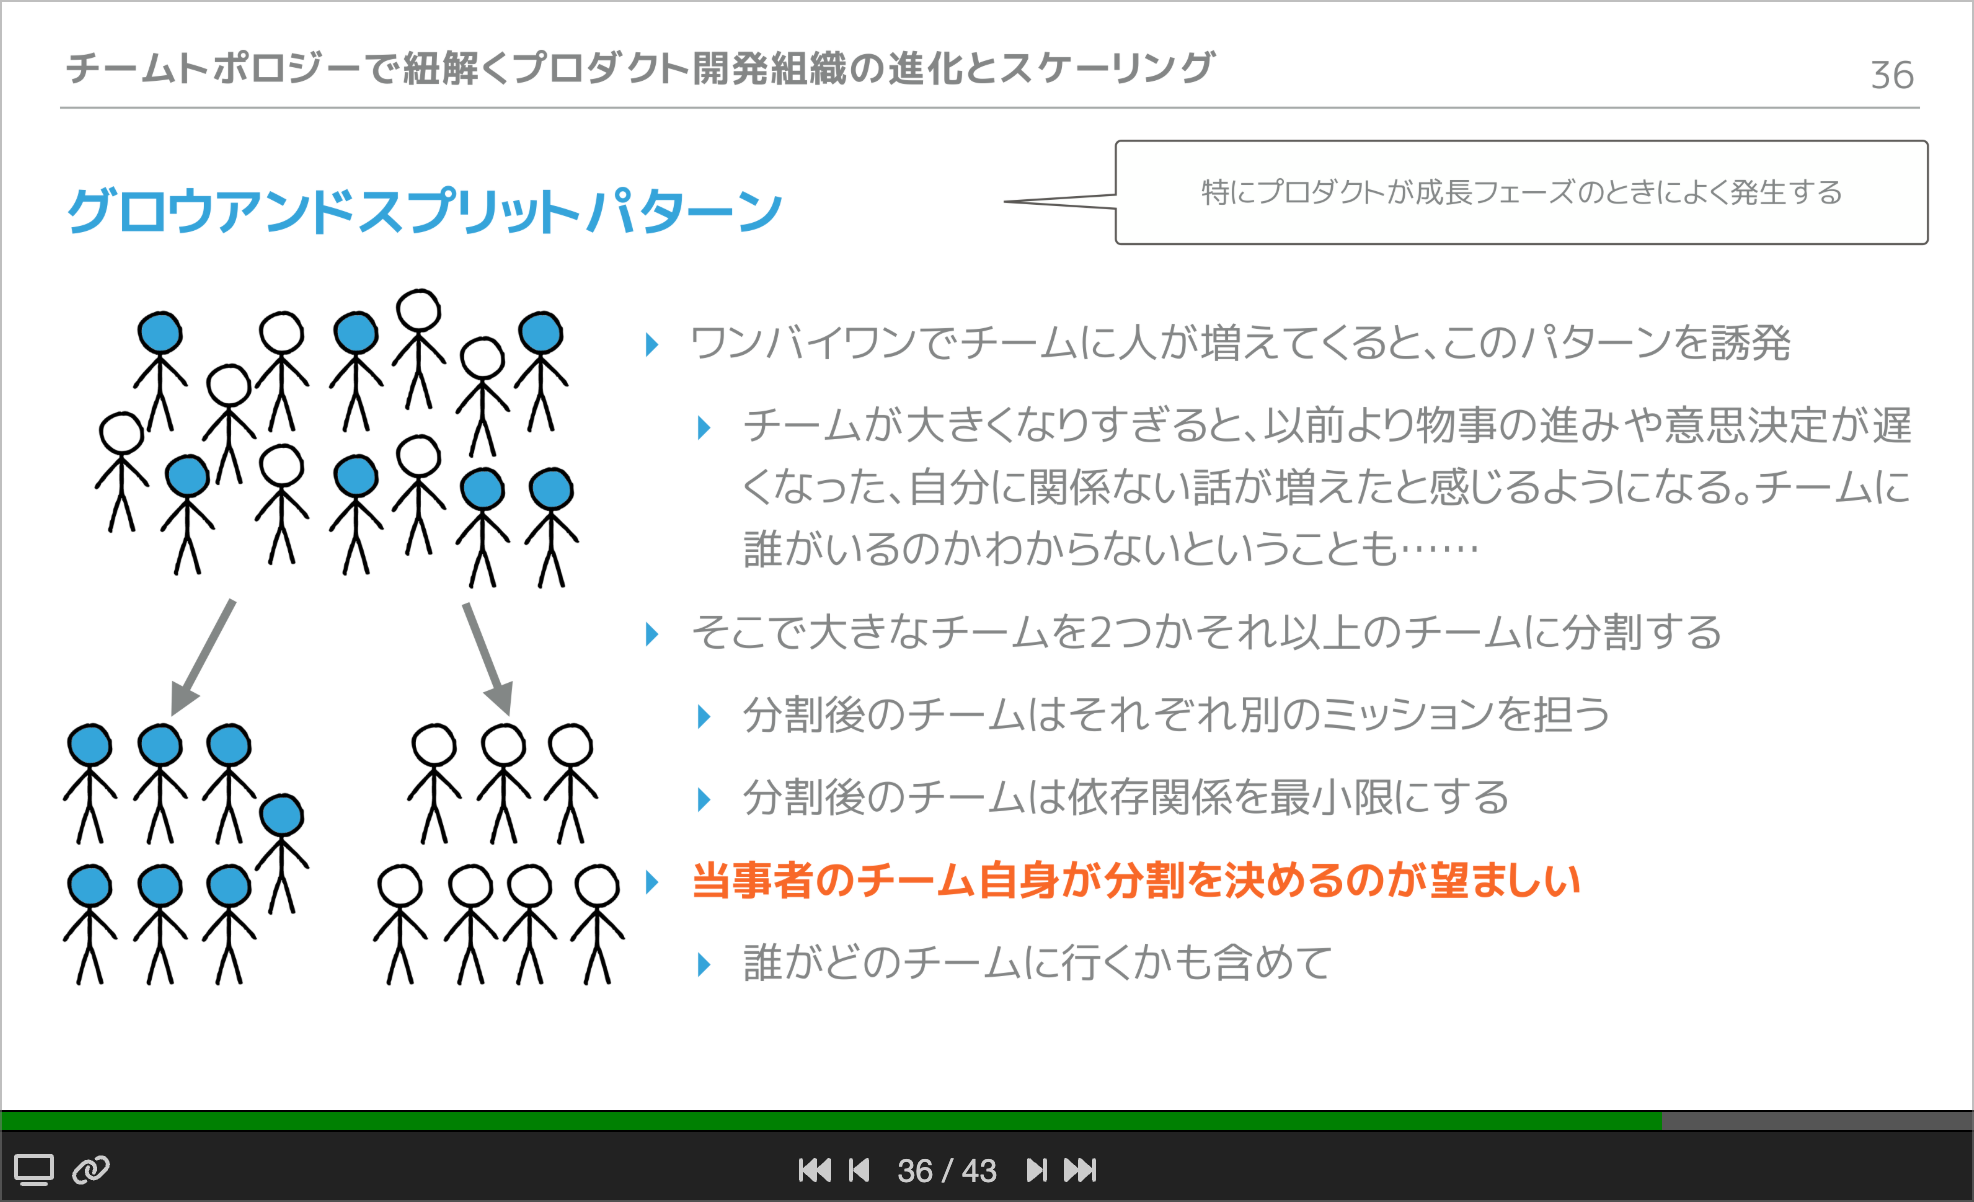 チームトポロジーで紐解くプロダクト開発組織の進化とスケーリング
36
グロウアンドスプリットパターン
特にプロダクトが成長フェーズのときによく発生する
ワンバイワンでチームに人が増えてくると、このパターンを誘発
チームが大きくなりすぎると、以前より物事の進みや意思決定が遅
くなった、自分に関係ない話が増えたと感じるようになる。チームに
誰がいるのかわからないということも……
そこで大きなチームを2つかそれ以上のチームに分割する
分割後のチームはそれぞれ別のミッションを担う
分割後のチームは依存関係を最小限にする
当事者のチーム自身が分割を決めるのが望ましい
誰がどのチームに行くかも含めて
36 / 43